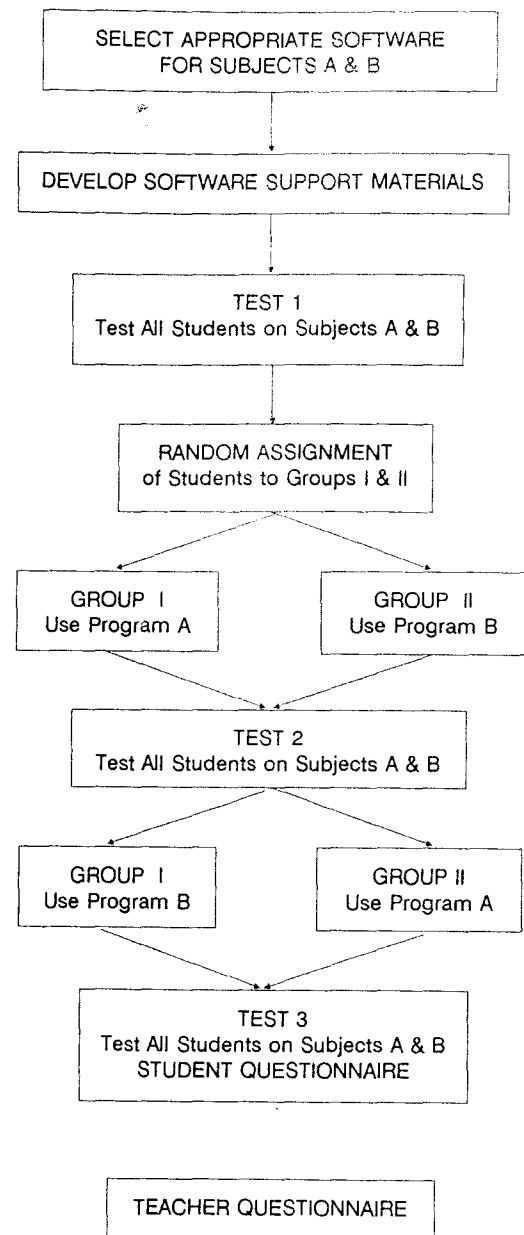 SELECT APPROPRIATE SOFTWARE
FOR SUBJECTS A & B
DEVELOP SOFTWARE SUPPORT MATERIALS
TEST 1
Test All Students on Subjects A & B
RANDOM ASSIGNMENT
of Students to Groups I & II
GROUP I
Use Program A
GROUP II
Use Program B
TEST 2
Test All Students on Subjects A & B
GROUP I
Use Program B
GROUP II
Use Program A
TEST 3
Test All Students on Subjects A & B
STUDENT QUESTIONNAIRE
TEACHER QUESTIONNAIRE